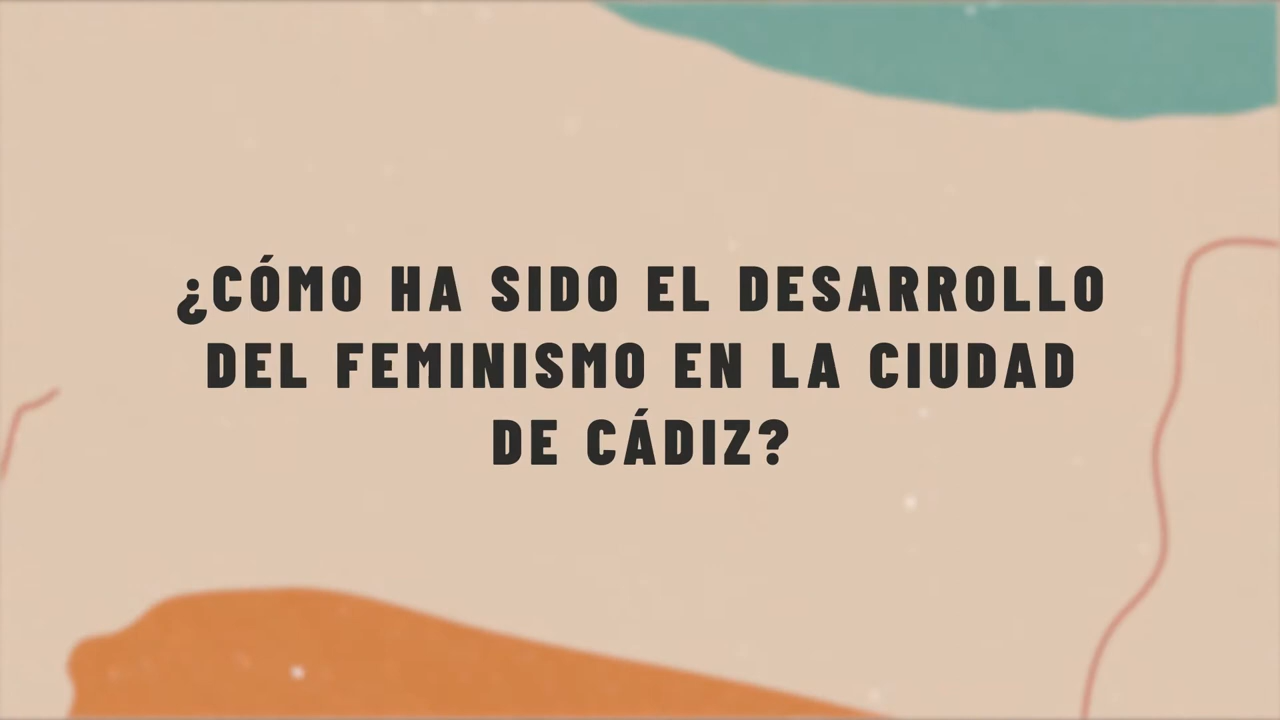 ¿CÓMO HA SIDO EL DESARROLLO
DEL FEMINISMO EN LA CIUDAD
DE CÁDIZ?